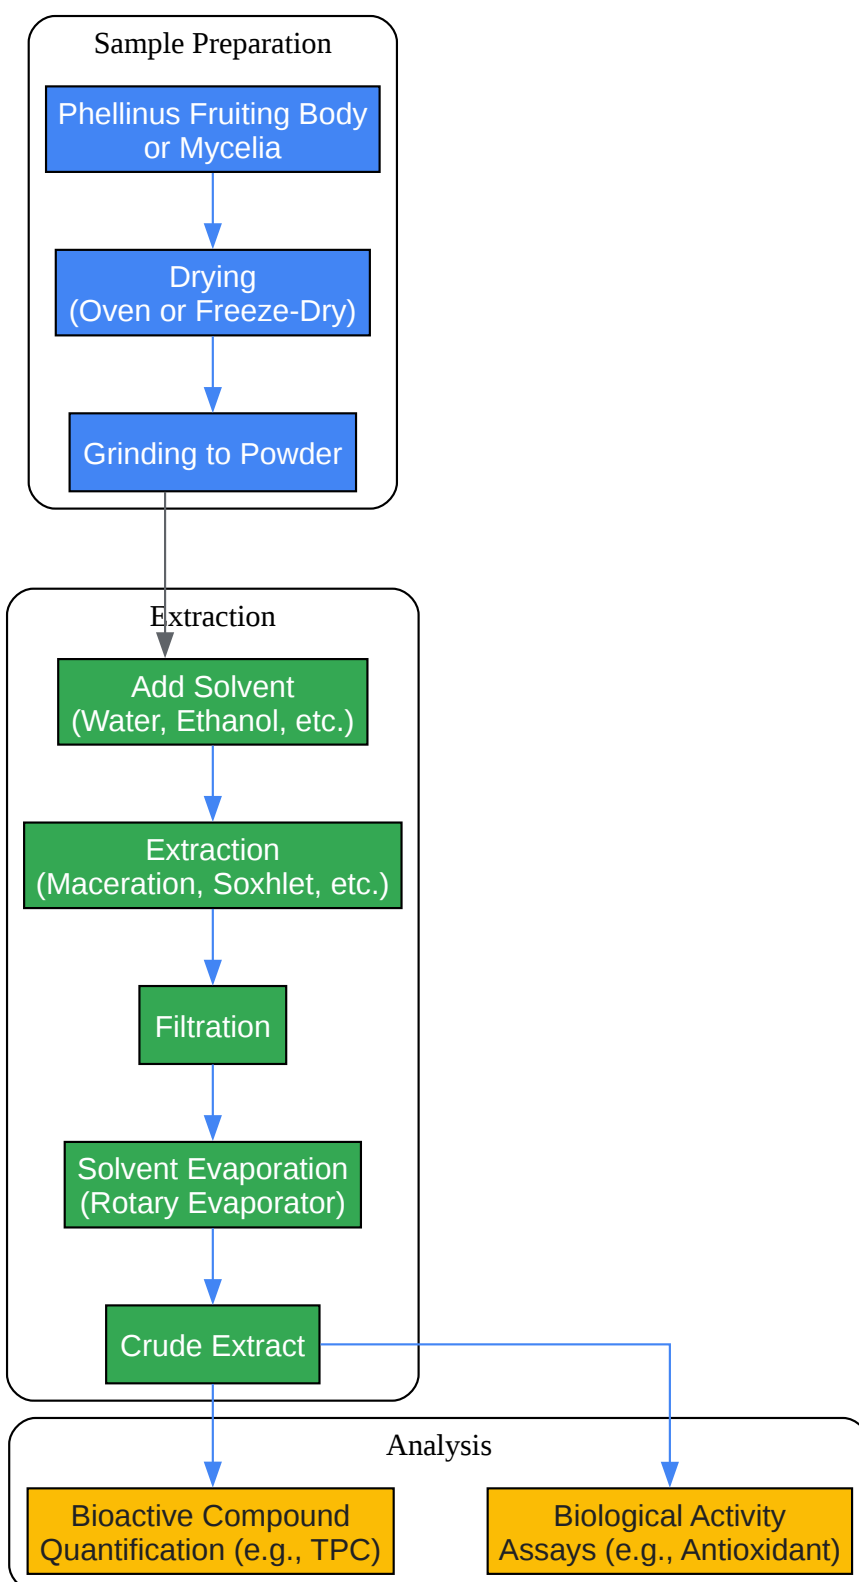 Sample Preparation
Phellinus Fruiting Body
or Mycelia
Drying
(Oven or Freeze-Dry)
Grinding to Powder
Extraction
Add Solvent
(Water, Ethanol, etc.)
Extraction
(Maceration, Soxhlet, etc.)
Filtration
Solvent Evaporation
(Rotary Evaporator)
Crude Extract
Analysis
Bioactive Compound
Quantification (e.g., TPC)
Biological Activity
Assays (e.g., Antioxidant)